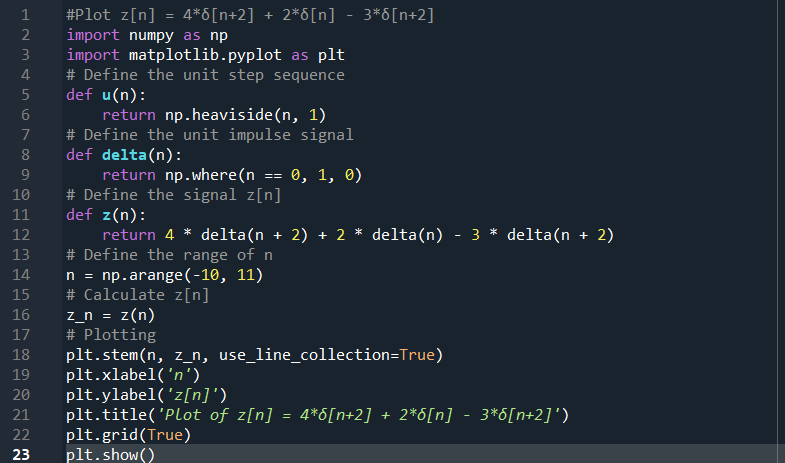 1 #Plot z[n] = 4*δ[n+2] + 2*δ[n] - 3*δ[n+2]
2 import numpy as np
3 import matplotlib.pyplot as plt
4 # Define the unit step sequence
5 def u(n):
6     return np.heaviside(n, 1)
7 # Define the unit impulse signal
8 def delta(n):
9     return np.where(n == 0, 1, 0)
10 # Define the signal z[n]
11 def z(n):
12     return 4 * delta(n + 2) + 2 * delta(n) - 3 * delta(n + 2)
13 # Define the range of n
14 n = np.arange(-10, 11)
15 # Calculate z[n]
16 z_n = z(n)
17 # Plotting
18 plt.stem(n, z_n, use_line_collection=True)
19 plt.xlabel('n')
20 plt.ylabel('z[n]')
21 plt.title('Plot of z[n] = 4*δ[n+2] + 2*δ[n] - 3*δ[n+2]')
22 plt.grid(True)
23 plt.show()